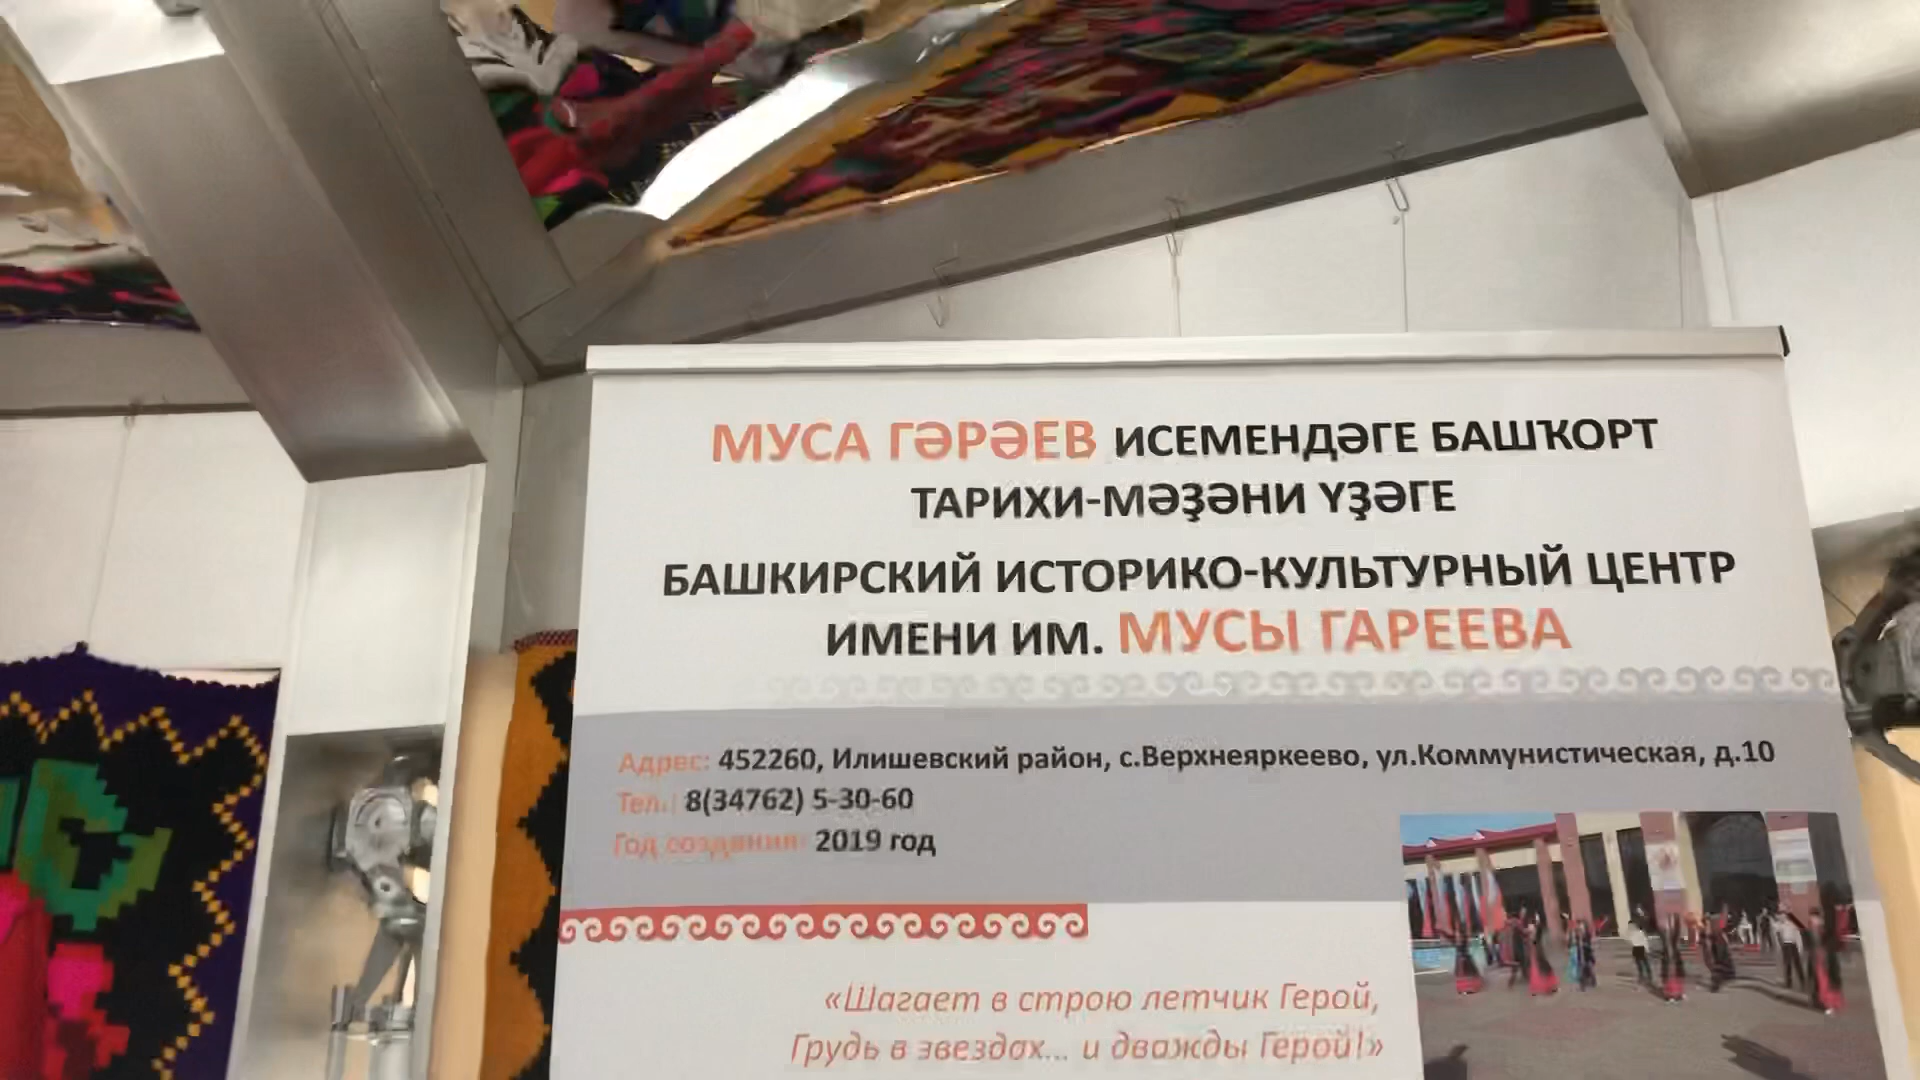 МУСА ГӘРӘЕВ ИСЕМЕНДӘГЕ БАШҠОРТ
ТАРИХИ-МӘҘӘНИ ҮҘӘГЕ
БАШКИРСКИЙ ИСТОРИКО-КУЛЬТУРНЫЙ ЦЕНТР
ИМЕНИ ИМ. МУСЫ ГАРЕЕВА
Адрес: 452260, Илишевский район, с.Верхнеяркеево, ул.Коммунистическая, д.10
Тел.: 8(34762) 5-30-60
Год создания: 2019 год
«Шагает в строю летчик Герой,
Грудь в звездах... и дважды Герой!»